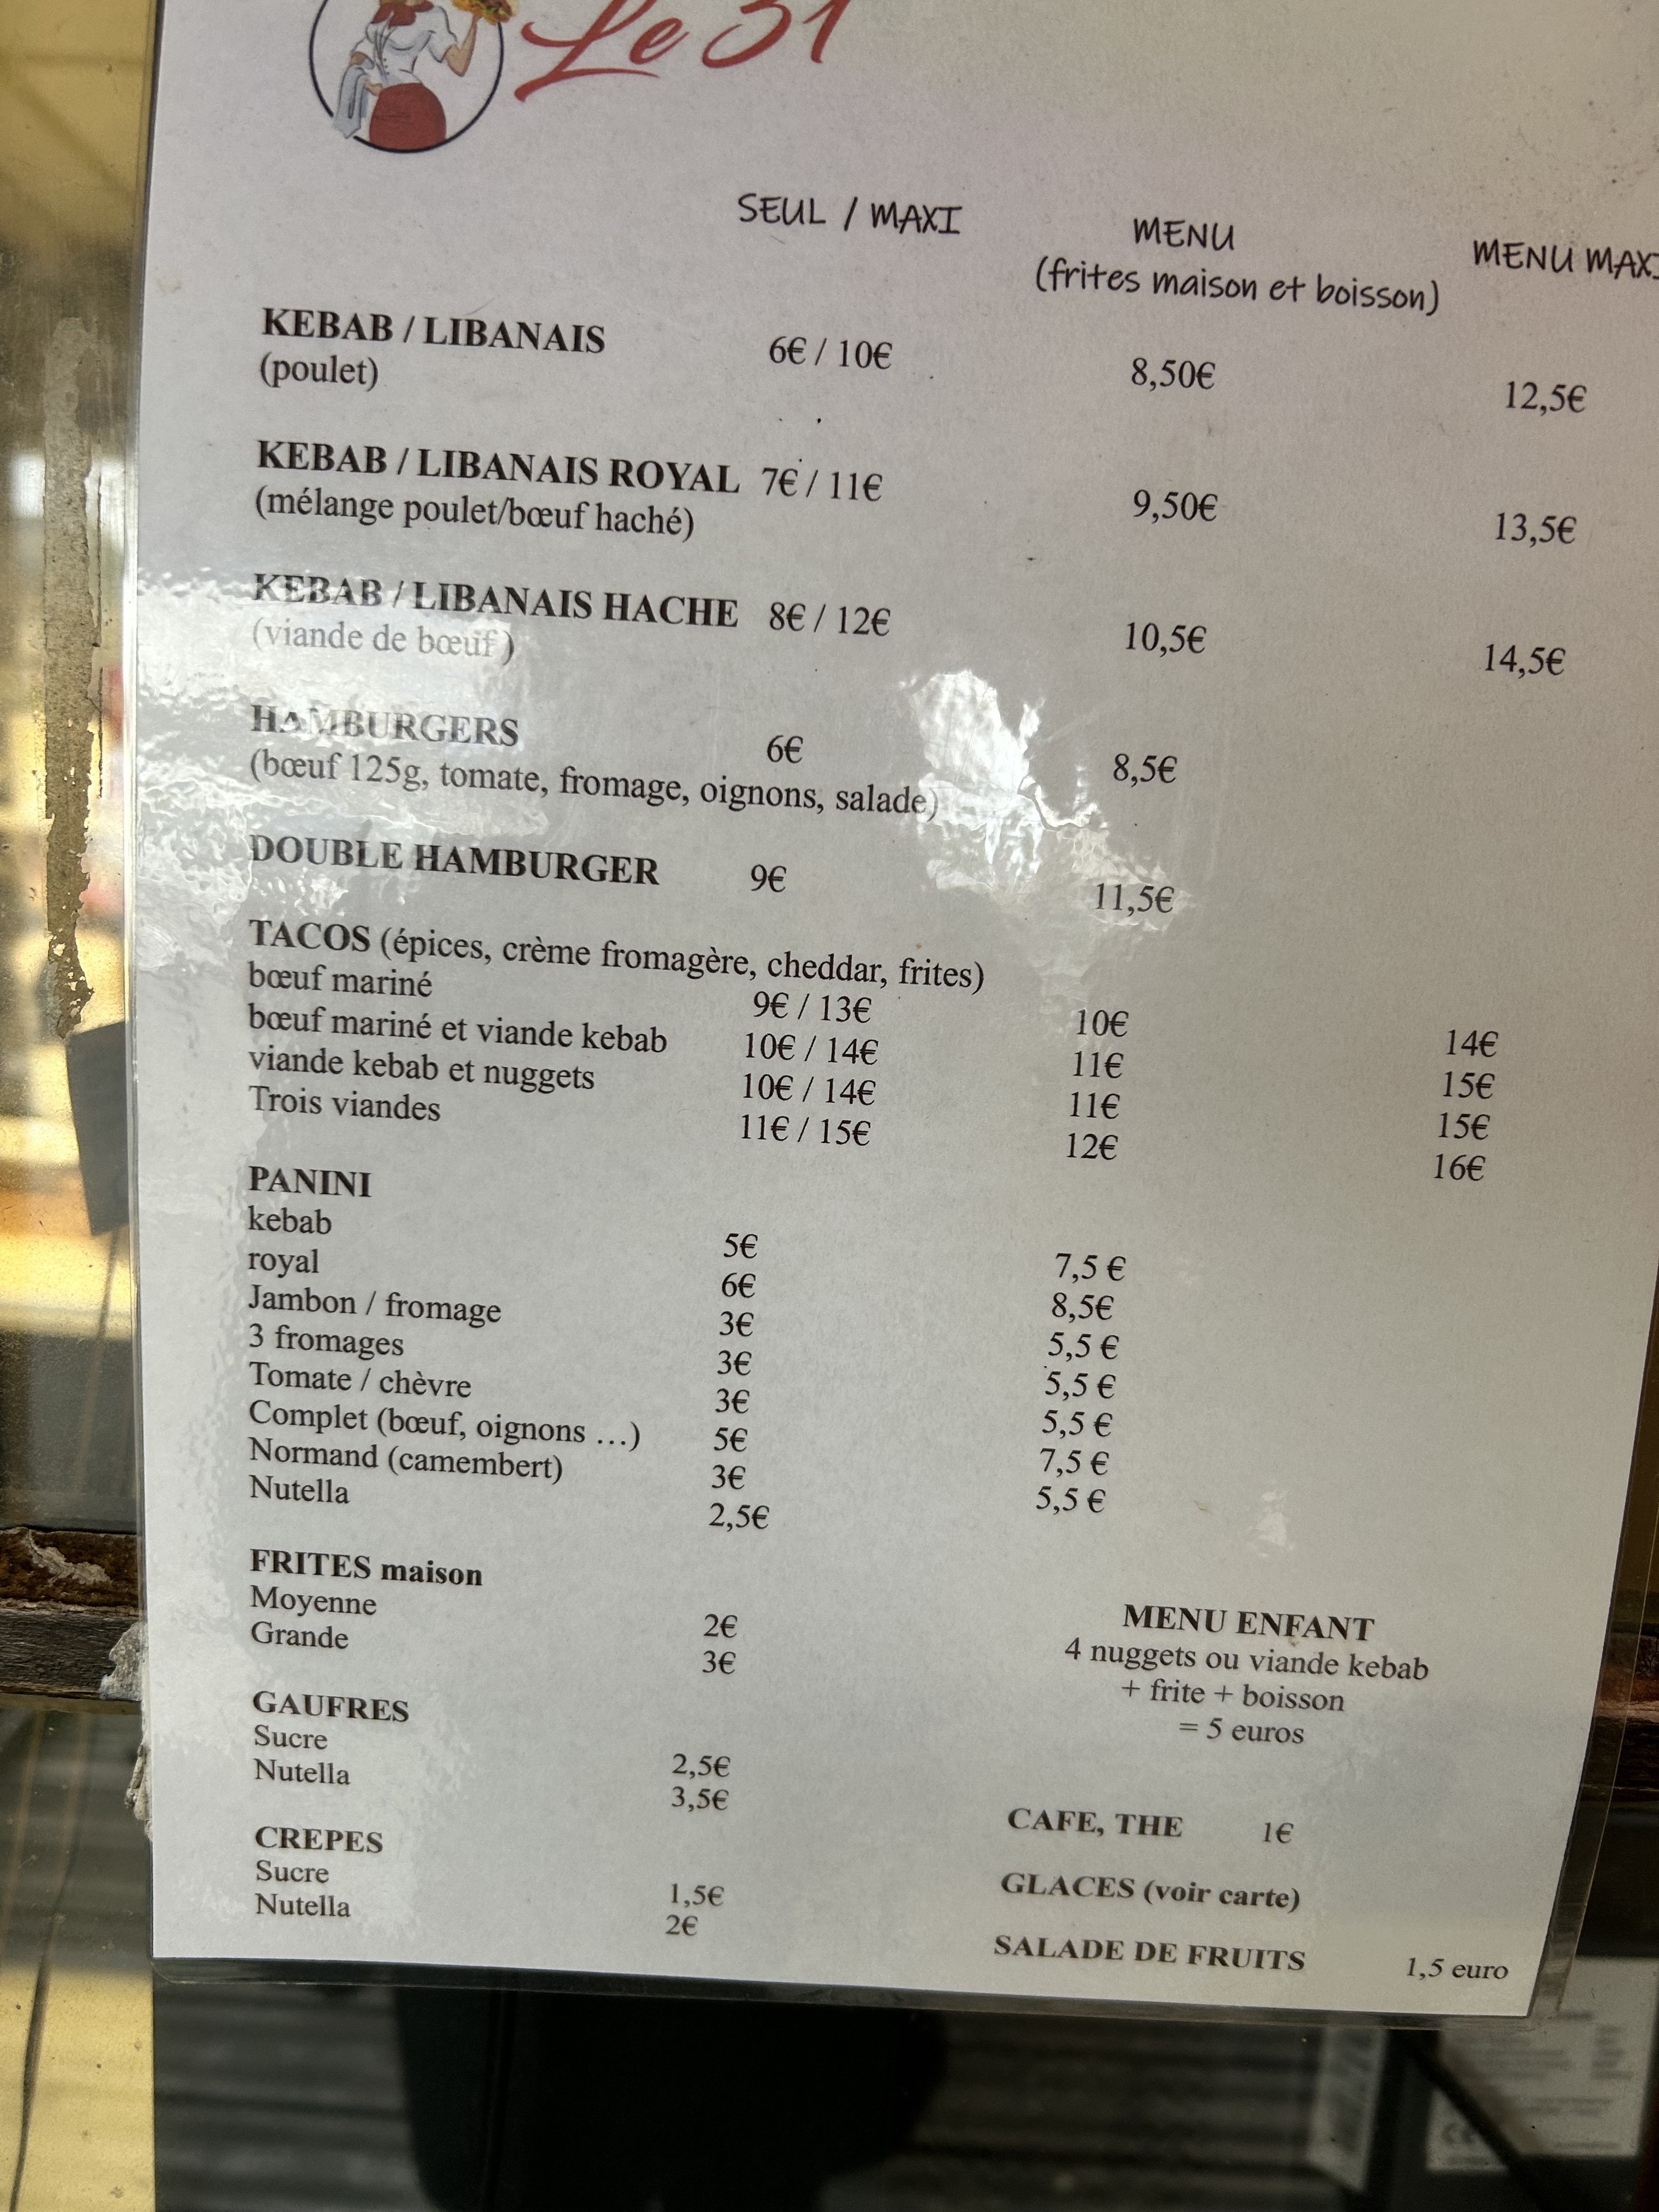 Le 31
SEUL / MAXI MENU MENU MAXI
(frites maison et boisson)
KEBAB / LIBANAIS 6€ / 10€ 8,50€ 12,5€
(poulet)
KEBAB / LIBANAIS ROYAL 7€ / 11€ 9,50€ 13,5€
(mélange poulet/bœuf haché)
KEBAB / LIBANAIS HACHE 8€ / 12€ 10,5€ 14,5€
(viande de bœuf )
HAMBURGERS 6€ 8,5€
(bœuf 125g, tomate, fromage, oignons, salade)
DOUBLE HAMBURGER 9€ 11,5€
TACOS (épices, crème fromagère, cheddar, frites)
bœuf mariné 9€ / 13€ 10€ 14€
bœuf mariné et viande kebab 10€ / 14€ 11€ 15€
viande kebab et nuggets 10€ / 14€ 11€ 15€
Trois viandes 11€ / 15€ 12€ 16€
PANINI
kebab 5€ 7,5 €
royal 6€ 8,5€
Jambon / fromage 3€ 5,5 €
3 fromages 3€ 5,5 €
Tomate / chèvre 3€ 5,5 €
Complet (bœuf, oignons …) 5€ 7,5 €
Normand (camembert) 3€ 5,5 €
Nutella 2,5€
FRITES maison
Moyenne 2€
Grande 3€
GAUFRES
Sucre 2,5€
Nutella 3,5€
CREPES
Sucre 1,5€
Nutella 2€
MENU ENFANT
4 nuggets ou viande kebab
+ frite + boisson
= 5 euros
CAFE, THE 1€
GLACES (voir carte)
SALADE DE FRUITS 1,5 euro